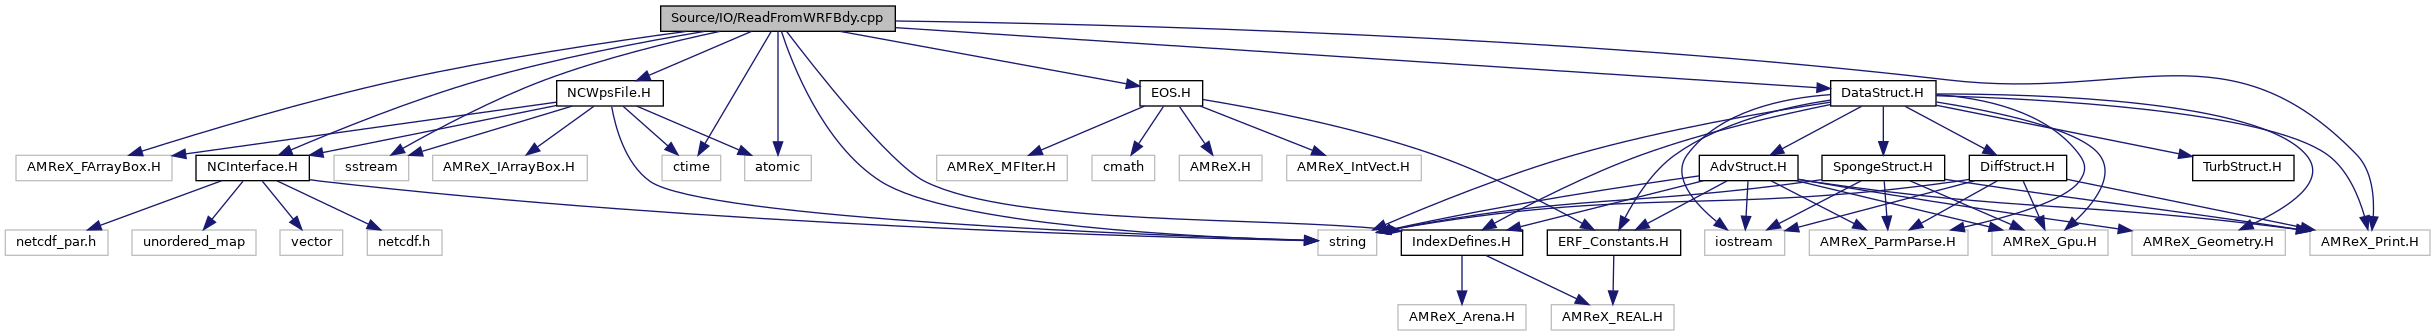 Source/IO/ReadFromWRFBdy.cpp
NCWpsFile.H
EOS.H
DataStruct.H
AMReX_FArrayBox.H
NCInterface.H
sstream
AMReX_IArrayBox.H
ctime
atomic
AMReX_MFIter.H
cmath
AMReX.H
AMReX_IntVect.H
AdvStruct.H
SpongeStruct.H
DiffStruct.H
TurbStruct.H
netcdf_par.h
unordered_map
vector
netcdf.h
string
IndexDefines.H
ERF_Constants.H
iostream
AMReX_ParmParse.H
AMReX_Gpu.H
AMReX_Geometry.H
AMReX_Print.H
AMReX_Arena.H
AMReX_REAL.H